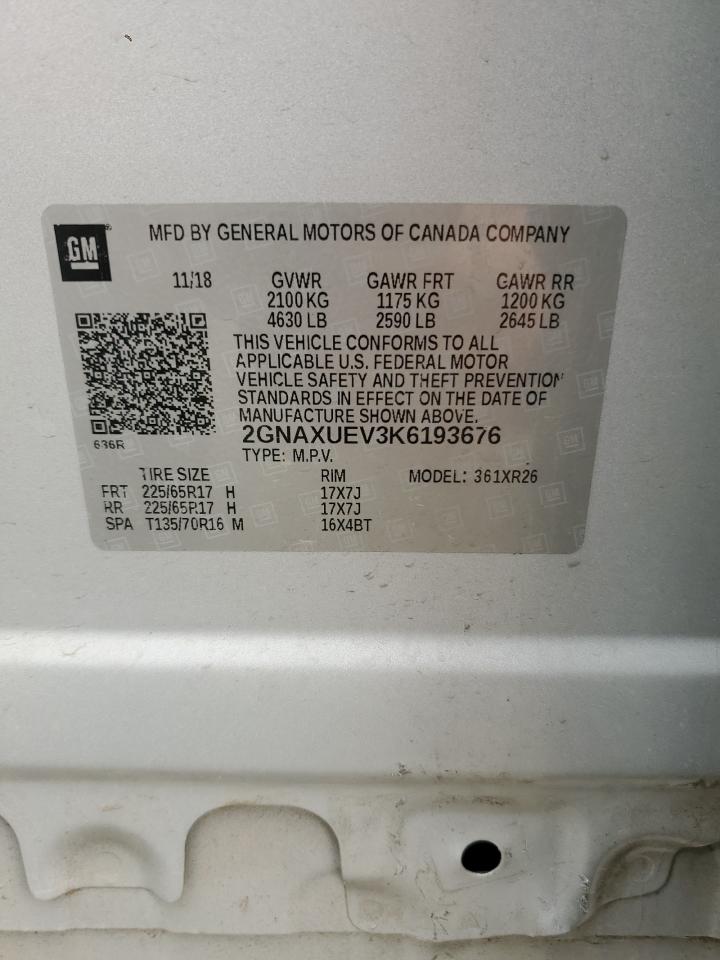 GM
MFD BY GENERAL MOTORS OF CANADA COMPANY
11/18 GVWR GAWR FRT GAWR RR
2100 KG 1175 KG 1200 KG
4630 LB 2590 LB 2645 LB
THIS VEHICLE CONFORMS TO ALL
APPLICABLE U.S. FEDERAL MOTOR
VEHICLE SAFETY AND THEFT PREVENTION
STANDARDS IN EFFECT ON THE DATE OF
MANUFACTURE SHOWN ABOVE.
2GNAXUEV3K6193676
636R
TYPE: M.P.V.
TIRE SIZE RIM MODEL: 361XR26
FRT 225/65R17 H 17X7J
RR 225/65R17 H 17X7J
SPA T135/70R16 M 16X4BT